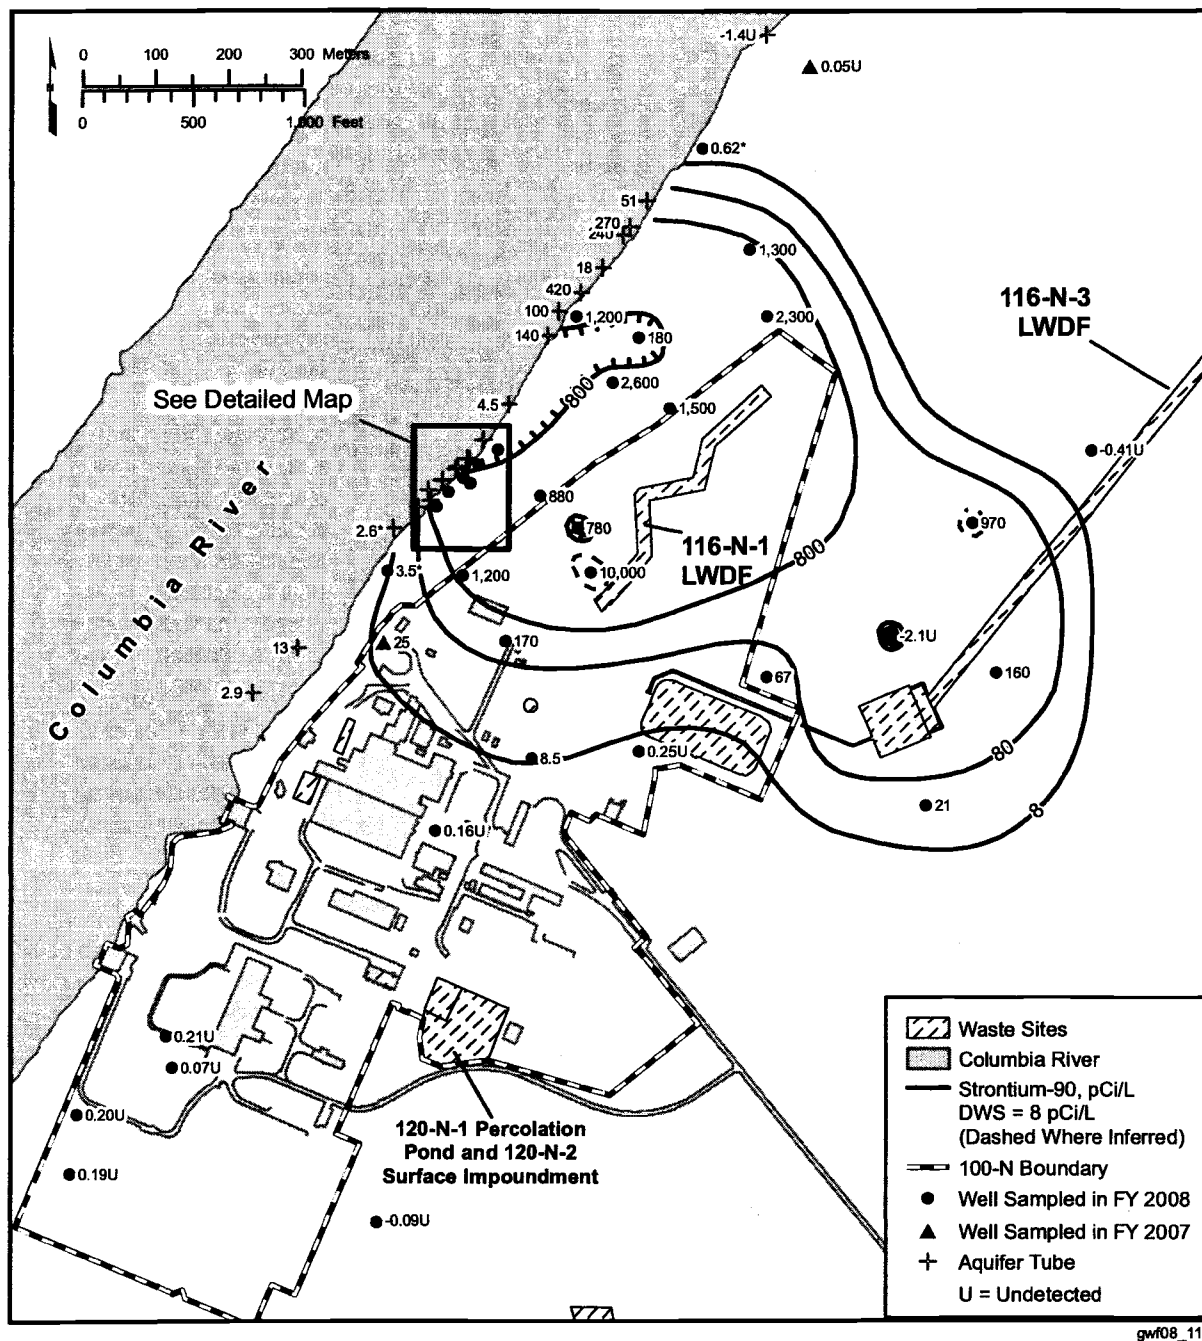 -1.4U
0.05U
0 100 200 300 Meters
0 500 1,000 Feet
0.62*
51
270
240
1,300
18
420
116-N-3
LWDF
100
1,200
2,300
140
180
See Detailed Map
2,600
800
4.5
1,500
-0.41U
880
970
2.6*
780
800
116-N-1
LWDF
Columbia River
3.5*
1,200
10,000
-2.1U
25
170
13
67
160
2.9
80
8.5
0.25U
21
8
0.16U
0.21U
0.07U
0.20U
120-N-1 Percolation
Pond and 120-N-2
Surface Impoundment
0.19U
-0.09U
Waste Sites
Columbia River
Strontium-90, pCi/L
DWS = 8 pCi/L
(Dashed Where Inferred)
100-N Boundary
Well Sampled in FY 2008
Well Sampled in FY 2007
Aquifer Tube
U = Undetected
gwf08_11